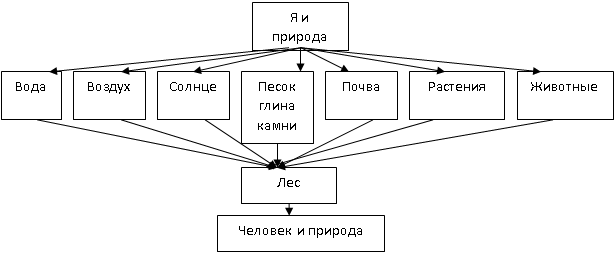 Я и
природа
Вода
Воздух
Солнце
Песок
глина
камни
Почва
Растения
Животные
Лес
Человек и природа